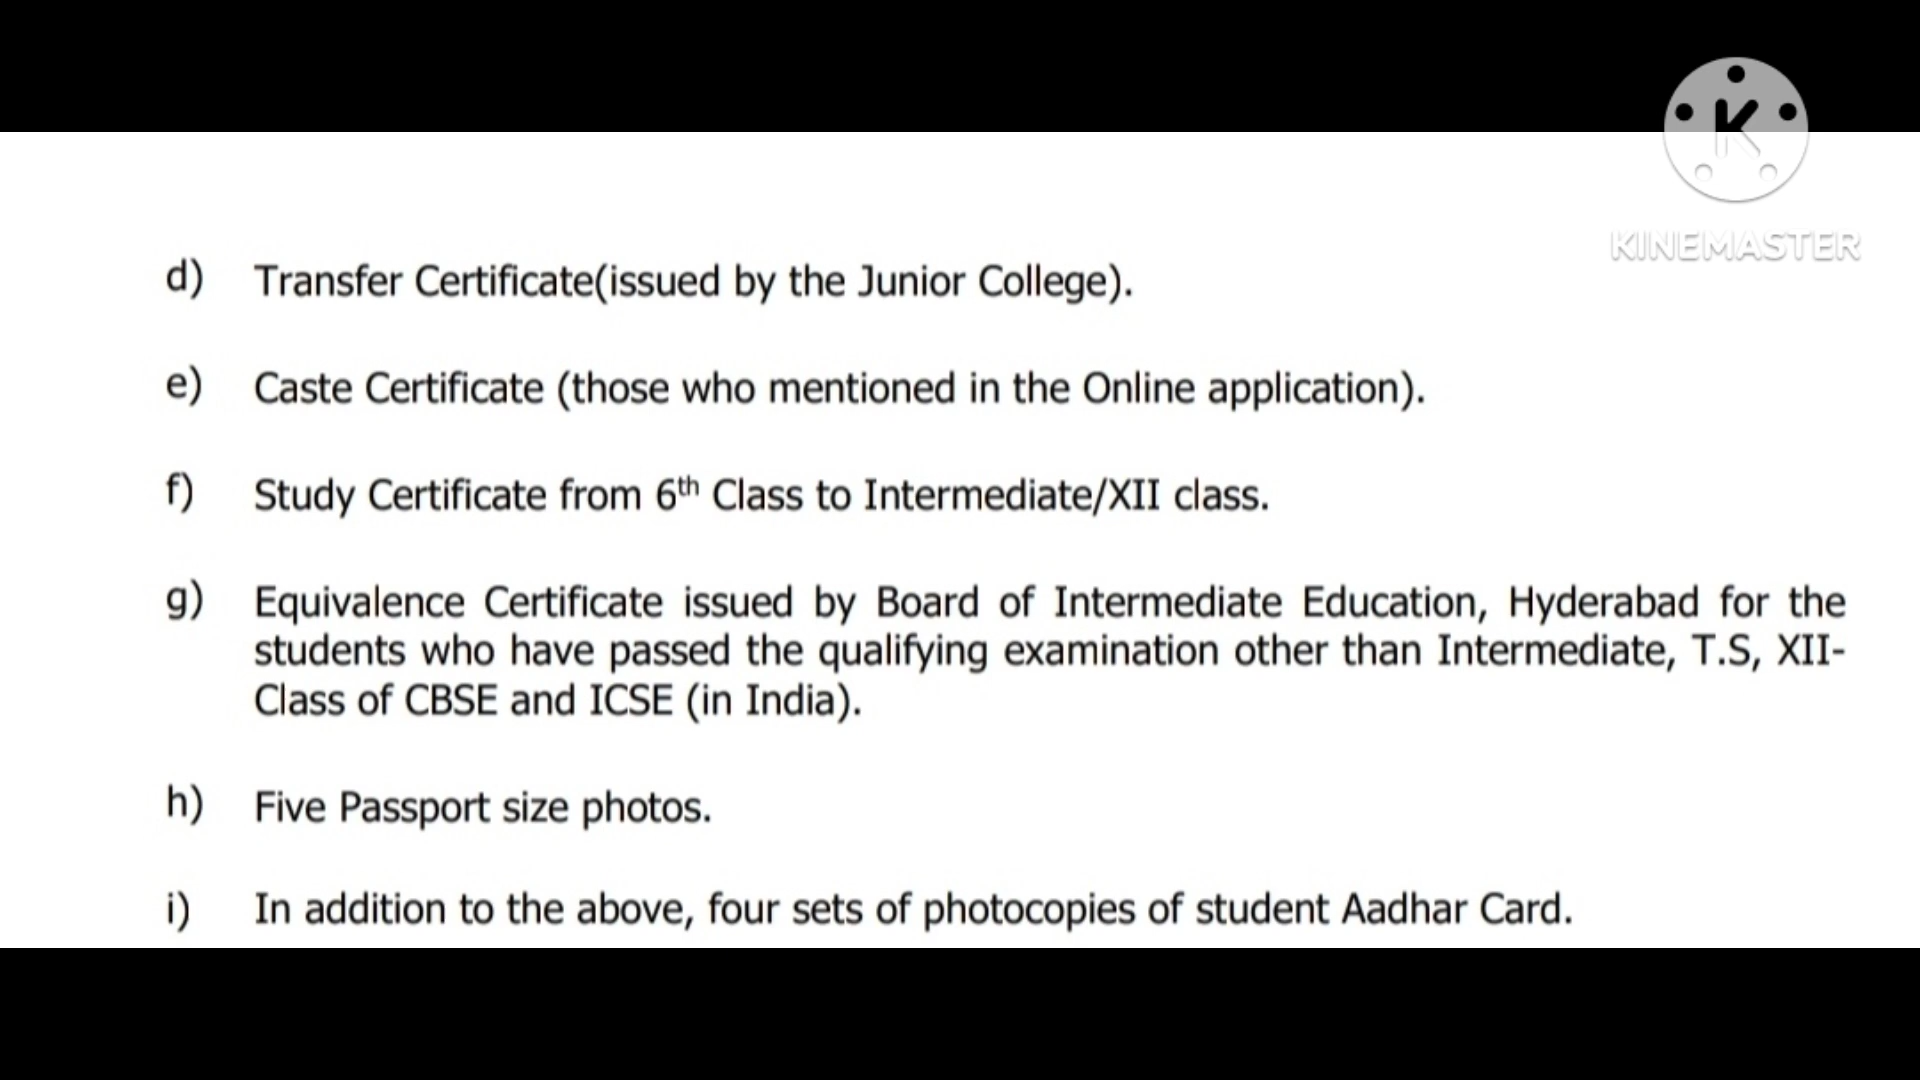 K
KINEMASTER
d) Transfer Certificate(issued by the Junior College).
e) Caste Certificate (those who mentioned in the Online application).
f) Study Certificate from 6th Class to Intermediate/XII class.
g) Equivalence Certificate issued by Board of Intermediate Education, Hyderabad for the
students who have passed the qualifying examination other than Intermediate, T.S, XII-
Class of CBSE and ICSE (in India).
h) Five Passport size photos.
i) In addition to the above, four sets of photocopies of student Aadhar Card.